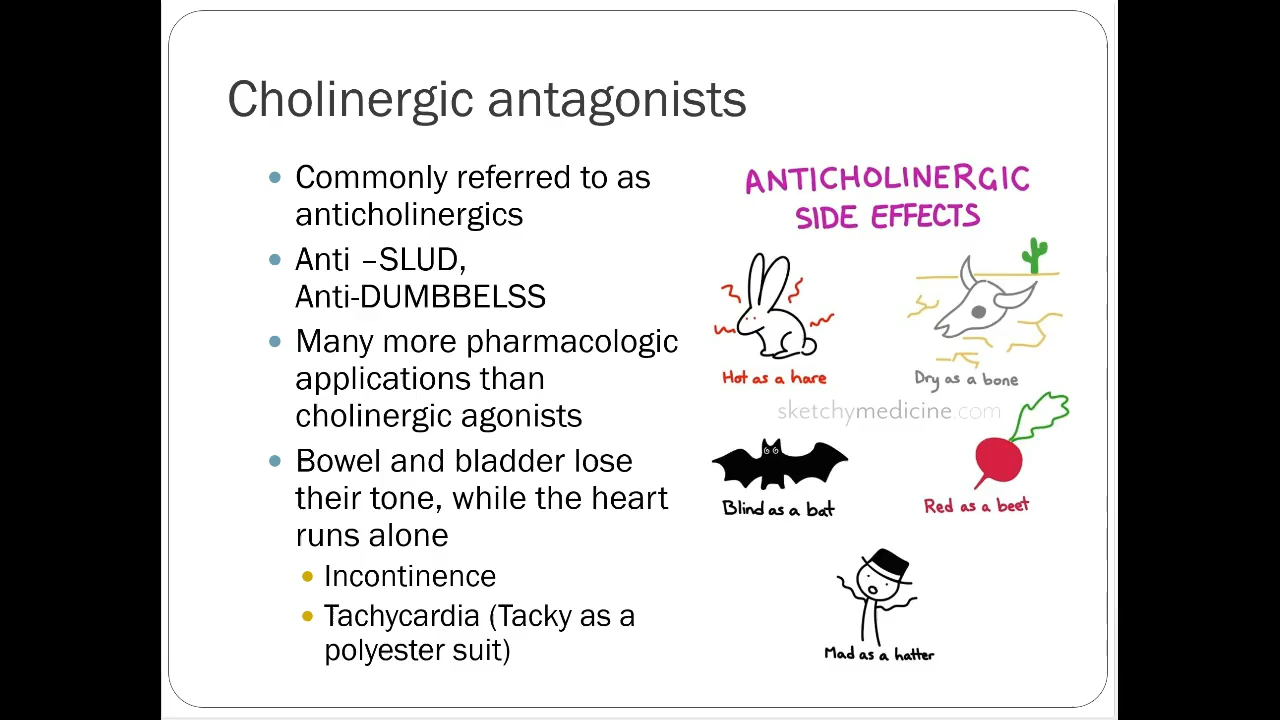 Cholinergic antagonists
Commonly referred to as
anticholinergics
Anti –SLUD,
Anti-DUMBBELSS
Many more pharmacologic
applications than
cholinergic agonists
Bowel and bladder lose
their tone, while the heart
runs alone
Incontinence
Tachycardia (Tacky as a
polyester suit)
ANTICHOLINERGIC
SIDE EFFECTS
Hot as a hare
Dry as a bone
sketchymedicine.com
Blind as a bat
Red as a beet
Mad as a hatter